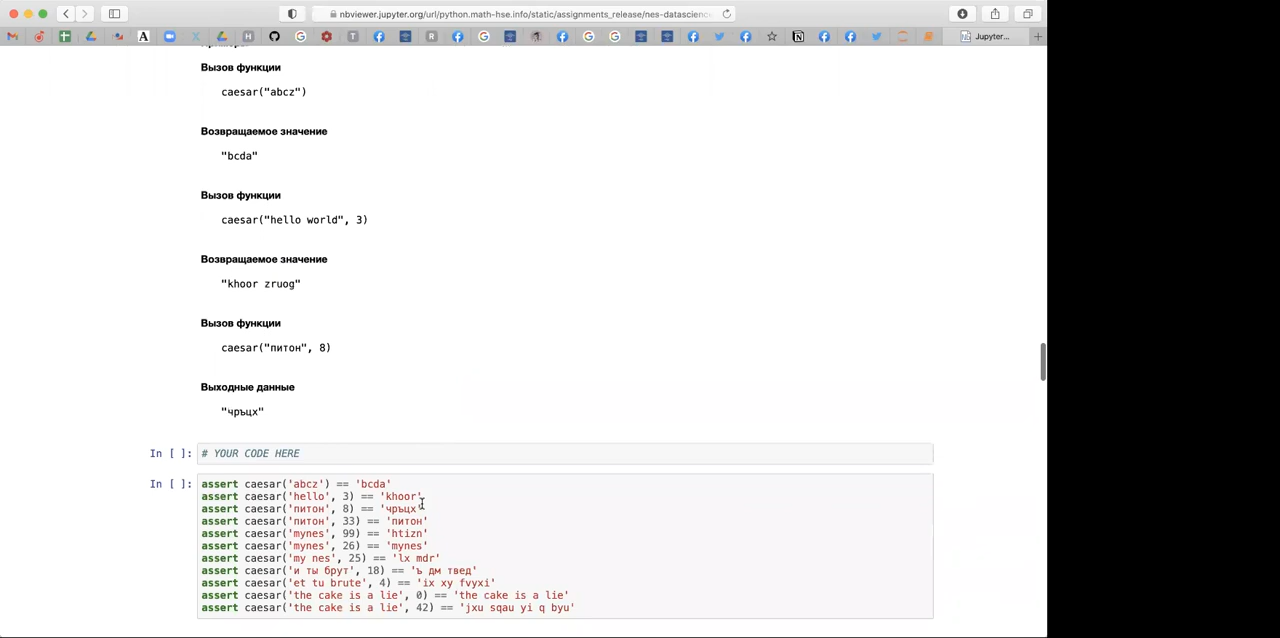 nbviewer.jupyter.org/url/python.math-hse.info/static/assignments_release/nes-datascienc
Jupyter...
Вызов функции
caesar("abcz")
Возвращаемое значение
"bcda"
Вызов функции
caesar("hello world", 3)
Возвращаемое значение
"khoor zruog"
Вызов функции
caesar("питон", 8)
Выходные данные
"чръцх"
In [ ]: # YOUR CODE HERE
In [ ]: assert caesar('abcz') == 'bcda'
assert caesar('hello', 3) == 'khoor'
assert caesar('питон', 8) == 'чръцх'
assert caesar('питон', 33) == 'питон'
assert caesar('mynes', 99) == 'htizn'
assert caesar('mynes', 26) == 'mynes'
assert caesar('my nes', 25) == 'lx mdr'
assert caesar('и ты брут', 18) == 'ъ дм твед'
assert caesar('et tu brute', 4) == 'ix xy fvyxi'
assert caesar('the cake is a lie', 0) == 'the cake is a lie'
assert caesar('the cake is a lie', 42) == 'jxu sqau yi q byu'